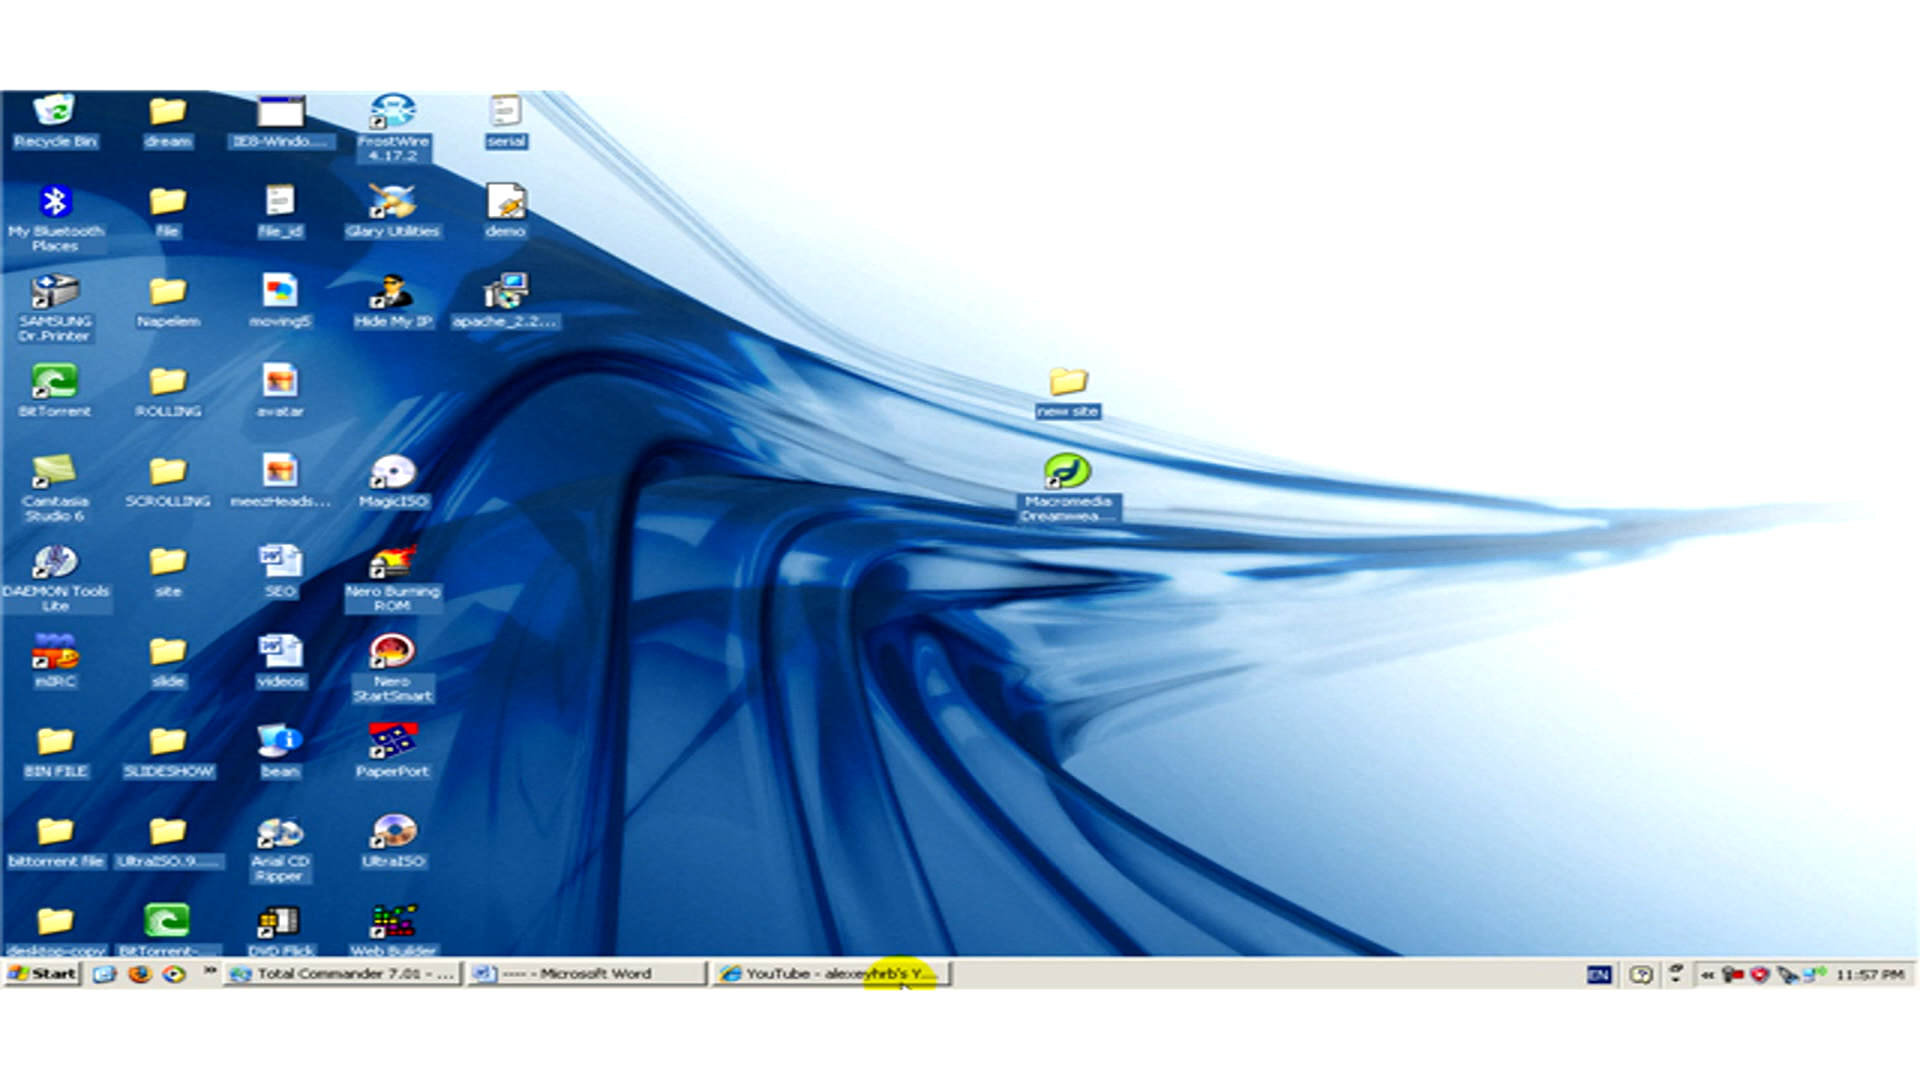 Recycle Bin
dream
IE8-Windo...
FrostWire
4.17.2
serial
My Bluetooth
Places
file
file_id
Glary Utilities
demo
SAMSUNG
Dr.Printer
Napelem
moving5
Hide My IP
apache_2.2...
BitTorrent
ROLLING
avatar
new site
Camtasia
Studio 6
SCROLLING
meezHeads...
MagicISO
Macromedia
Dreamwea...
DAEMON Tools
Lite
site
SEO
Nero Burning
ROM
mIRC
slide
videos
Nero
StartSmart
BIN FILE
SLIDESHOW
bean
PaperPort
bittorrent file
UltraISO.9....
Arial CD
Ripper
UltraISO
desktop-copy
BitTorrent-...
DVD Flick
Web Builder
Start
Total Commander 7.01 - ...
---- - Microsoft Word
YouTube - alexeyhrb's Y...
EN
11:57 PM